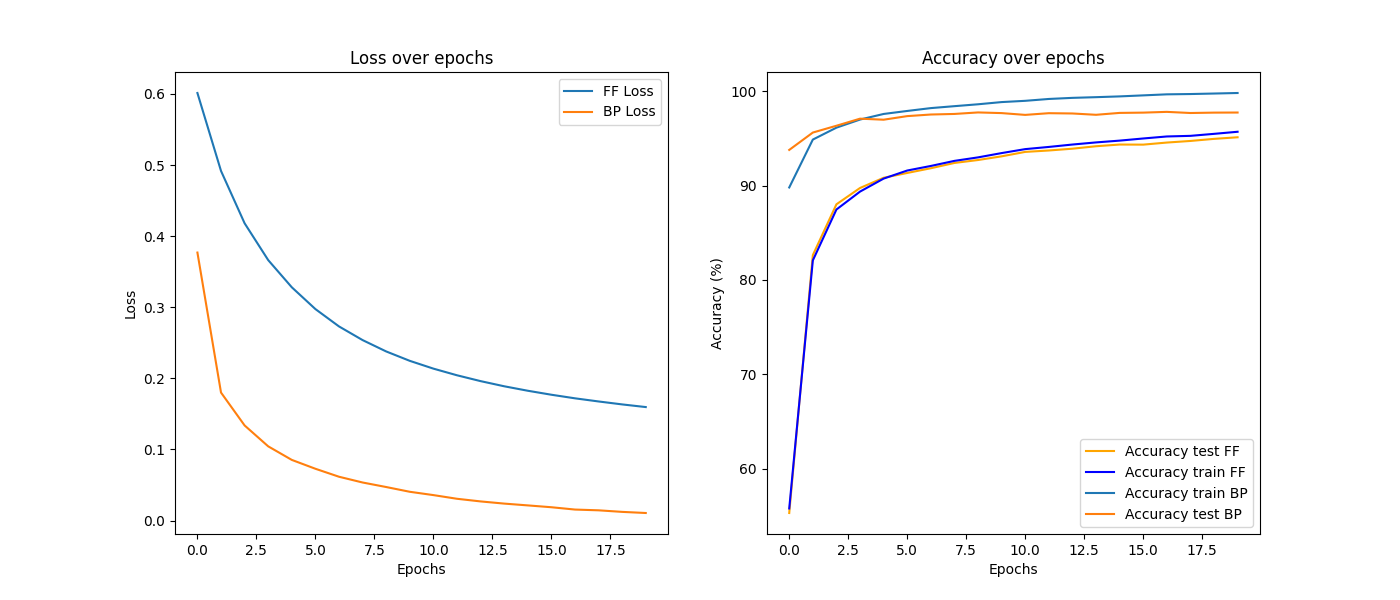 Loss over epochs
FF Loss
BP Loss
Loss
0.6
0.5
0.4
0.3
0.2
0.1
0.0
0.0 2.5 5.0 7.5 10.0 12.5 15.0 17.5
Epochs
Accuracy over epochs
Accuracy (%)
100
90
80
70
60
Accuracy test FF
Accuracy train FF
Accuracy train BP
Accuracy test BP
0.0 2.5 5.0 7.5 10.0 12.5 15.0 17.5
Epochs